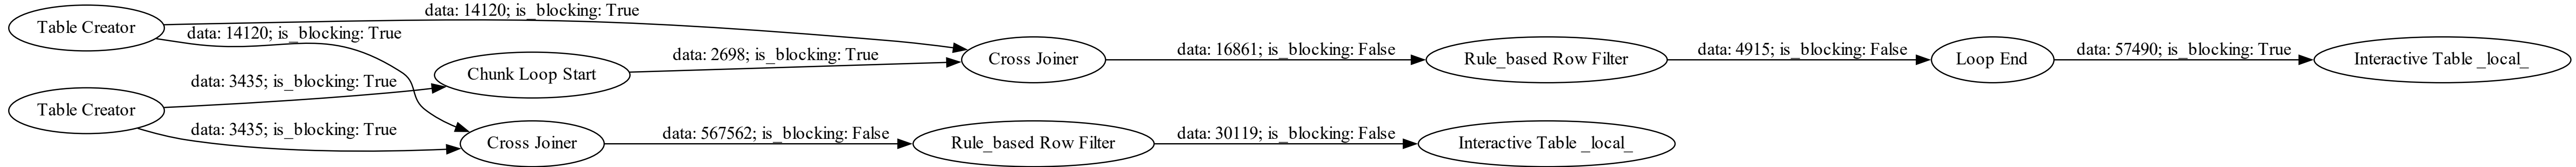 data: 14120; is_blocking: True
Table Creator
data: 14120; is_blocking: True
data: 2698; is_blocking: True
Chunk Loop Start
Cross Joiner
data: 16861; is_blocking: False
Rule_based Row Filter
data: 4915; is_blocking: False
Loop End
data: 57490; is_blocking: True
Interactive Table _local_
data: 3435; is_blocking: True
Table Creator
data: 3435; is_blocking: True
Cross Joiner
data: 567562; is_blocking: False
Rule_based Row Filter
data: 30119; is_blocking: False
Interactive Table _local_